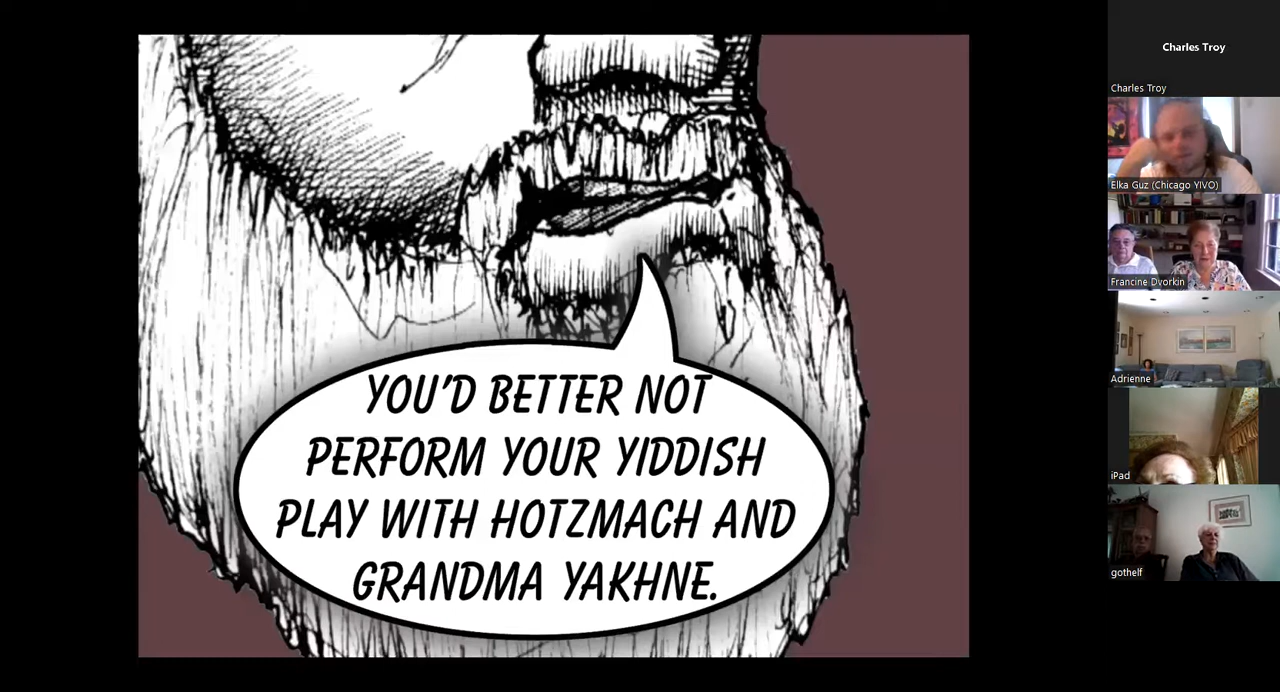 YOU'D BETTER NOT
PERFORM YOUR YIDDISH
PLAY WITH HOTZMACH AND
GRANDMA YAKHNE.
Charles Troy
Charles Troy
Elka Guz (Chicago YIVO)
Francine Dvorkin
Adrienne
iPad
gothelf